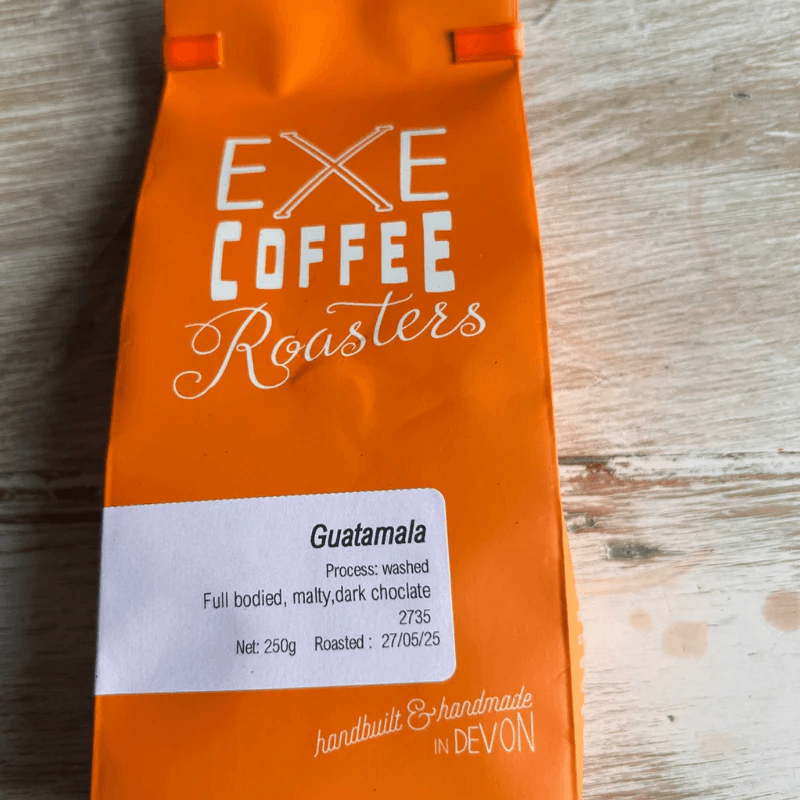 EXE
COFFEE
Roasters
Guatamala
Process: washed
Full bodied, malty,dark choclate
2735
Net: 250g Roasted : 27/05/25
handbuilt & handmade
IN DEVON